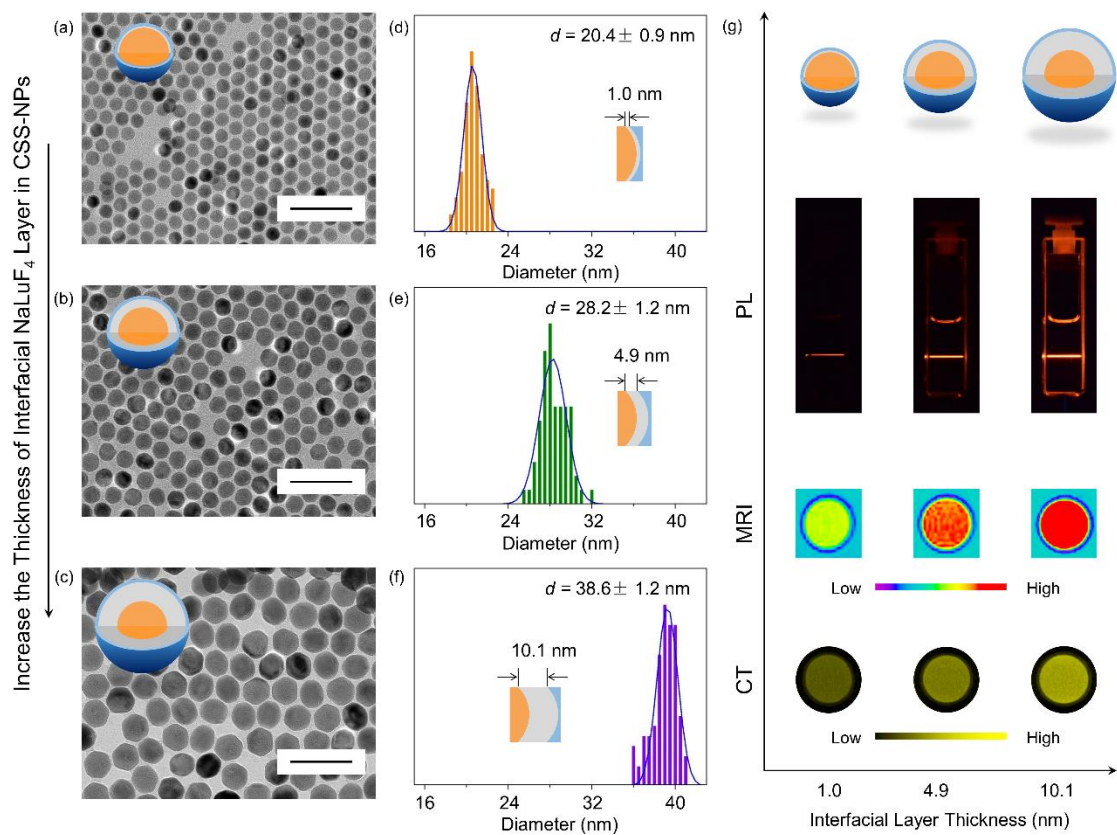 Increase the Thickness of Interfacial NaLuF4 Layer in CSS-NPs
(a)
(b)
(c)
(d)
d = 20.4± 0.9 nm
1.0 nm
16 24 32 40
Diameter (nm)
(e)
d = 28.2± 1.2 nm
4.9 nm
16 24 32 40
Diameter (nm)
(f)
d = 38.6± 1.2 nm
10.1 nm
16 24 32 40
Diameter (nm)
(g)
PL
MRI
Low High
CT
Low High
1.0 4.9 10.1
Interfacial Layer Thickness (nm)